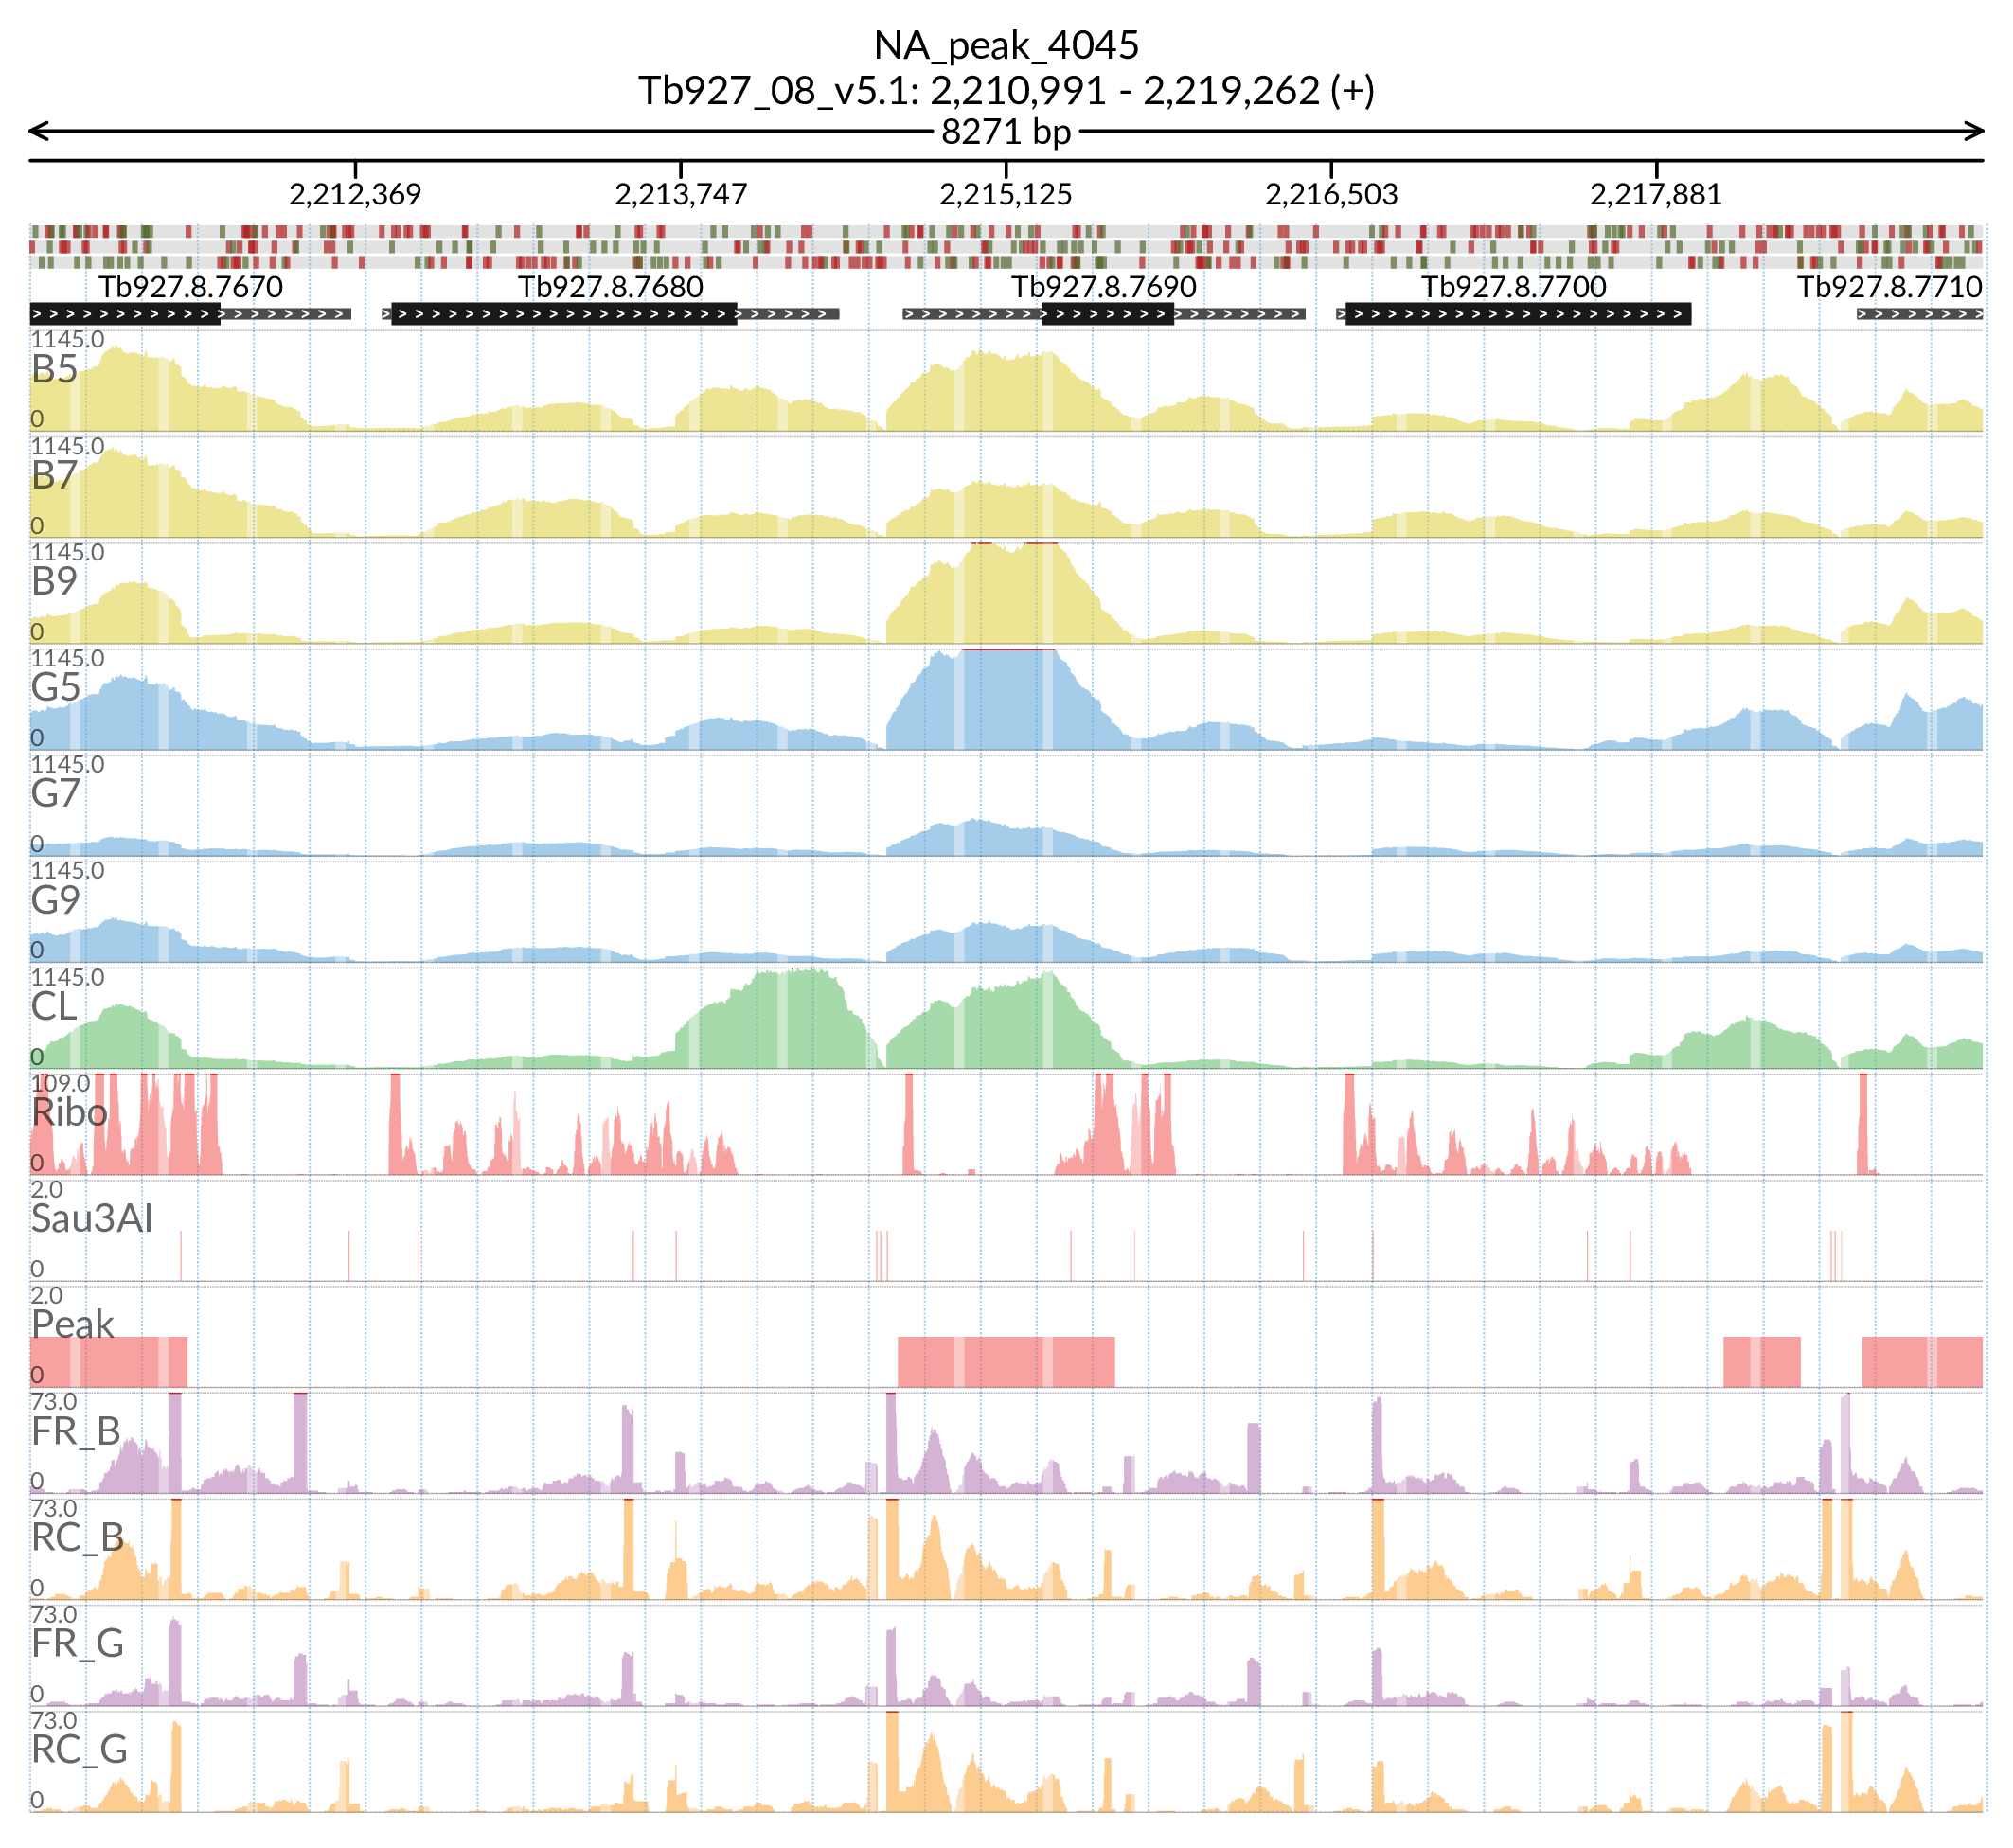 NA_peak_4045
Tb927_08_v5.1: 2,210,991 - 2,219,262 (+)
8271 bp
2,212,369 2,213,747 2,215,125 2,216,503 2,217,881
Tb927.8.7670 Tb927.8.7680 Tb927.8.7690 Tb927.8.7700 Tb927.8.7710
1145.0
B5
0
1145.0
B7
0
1145.0
B9
0
1145.0
G5
0
1145.0
G7
0
1145.0
G9
0
1145.0
CL
0
109.0
Ribo
0
2.0
Sau3AI
0
2.0
Peak
0
73.0
FR_B
0
73.0
RC_B
0
73.0
FR_G
0
73.0
RC_G
0